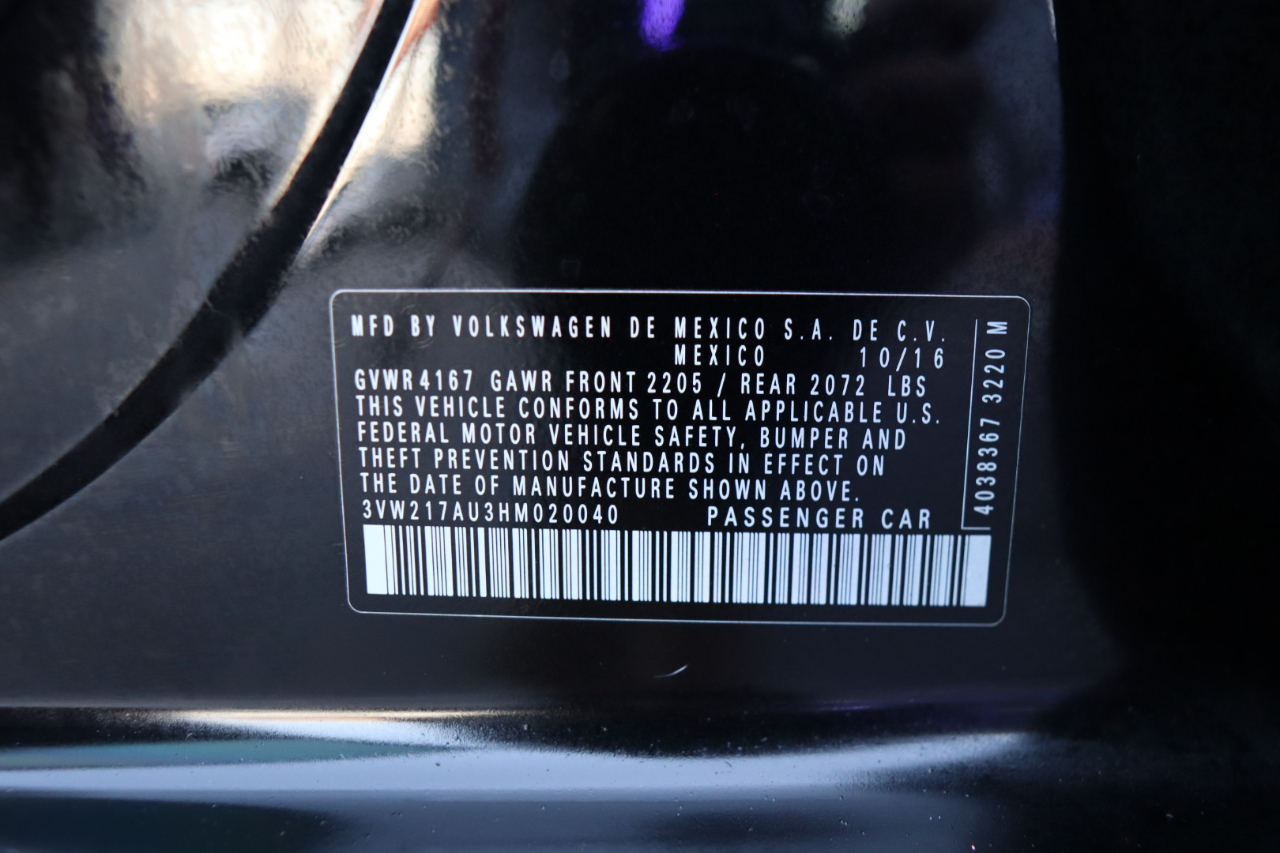 MFD BY VOLKSWAGEN DE MEXICO S.A. DE C.V.
MEXICO 10/16
GVWR 4167 GAWR FRONT 2205 / REAR 2072 LBS
THIS VEHICLE CONFORMS TO ALL APPLICABLE U.S.
FEDERAL MOTOR VEHICLE SAFETY, BUMPER AND
THEFT PREVENTION STANDARDS IN EFFECT ON
THE DATE OF MANUFACTURE SHOWN ABOVE.
3VW217AU3HM020040 PASSENGER CAR
4038367 3220 M